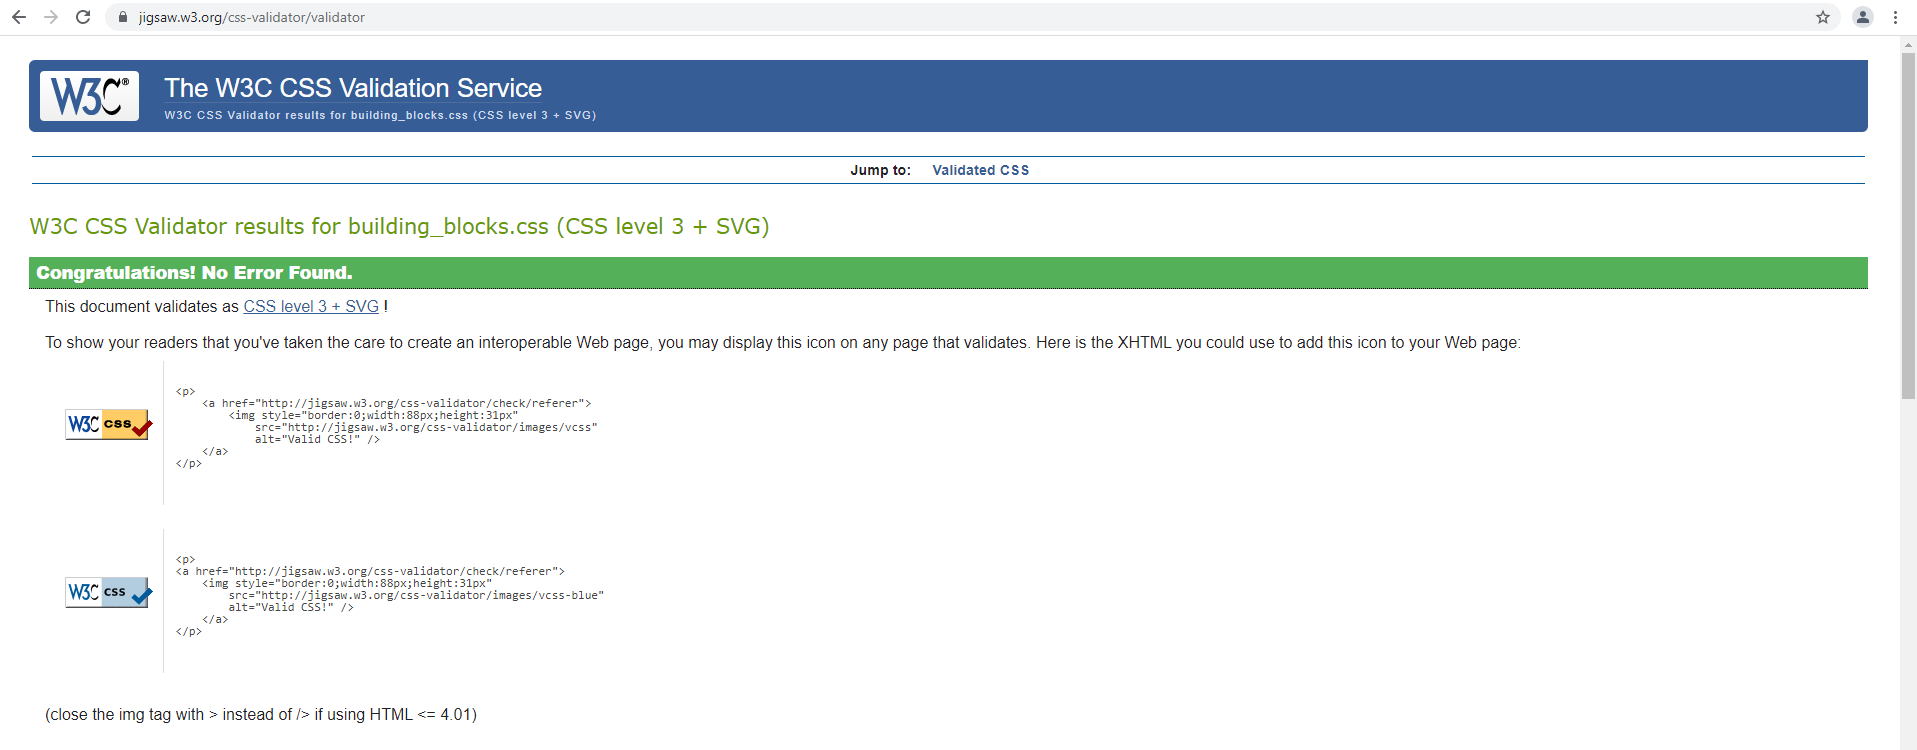 jigsaw.w3.org/css-validator/validator
W3C®
The W3C CSS Validation Service
W3C CSS Validator results for building_blocks.css (CSS level 3 + SVG)
Jump to: Validated CSS
W3C CSS Validator results for building_blocks.css (CSS level 3 + SVG)
Congratulations! No Error Found.
This document validates as CSS level 3 + SVG !
To show your readers that you've taken the care to create an interoperable Web page, you may display this icon on any page that validates. Here is the XHTML you could use to add this icon to your Web page:
W3C css
<p>
<a href="http://jigsaw.w3.org/css-validator/check/referer">
<img style="border:0;width:88px;height:31px"
src="http://jigsaw.w3.org/css-validator/images/vcss"
alt="Valid CSS!" />
</a>
</p>
W3C css
<p>
<a href="http://jigsaw.w3.org/css-validator/check/referer">
<img style="border:0;width:88px;height:31px"
src="http://jigsaw.w3.org/css-validator/images/vcss-blue"
alt="Valid CSS!" />
</a>
</p>
(close the img tag with > instead of /> if using HTML <= 4.01)